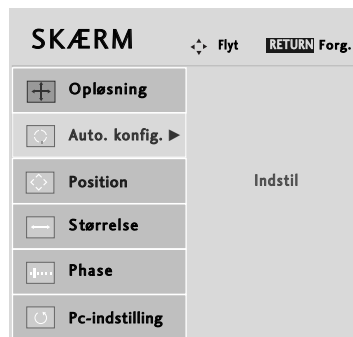 SKÆRM
Flyt RETURN Forg.
Opløsning
Auto. konfig. ►
Position
Indstil
Størrelse
Phase
Pc-indstilling